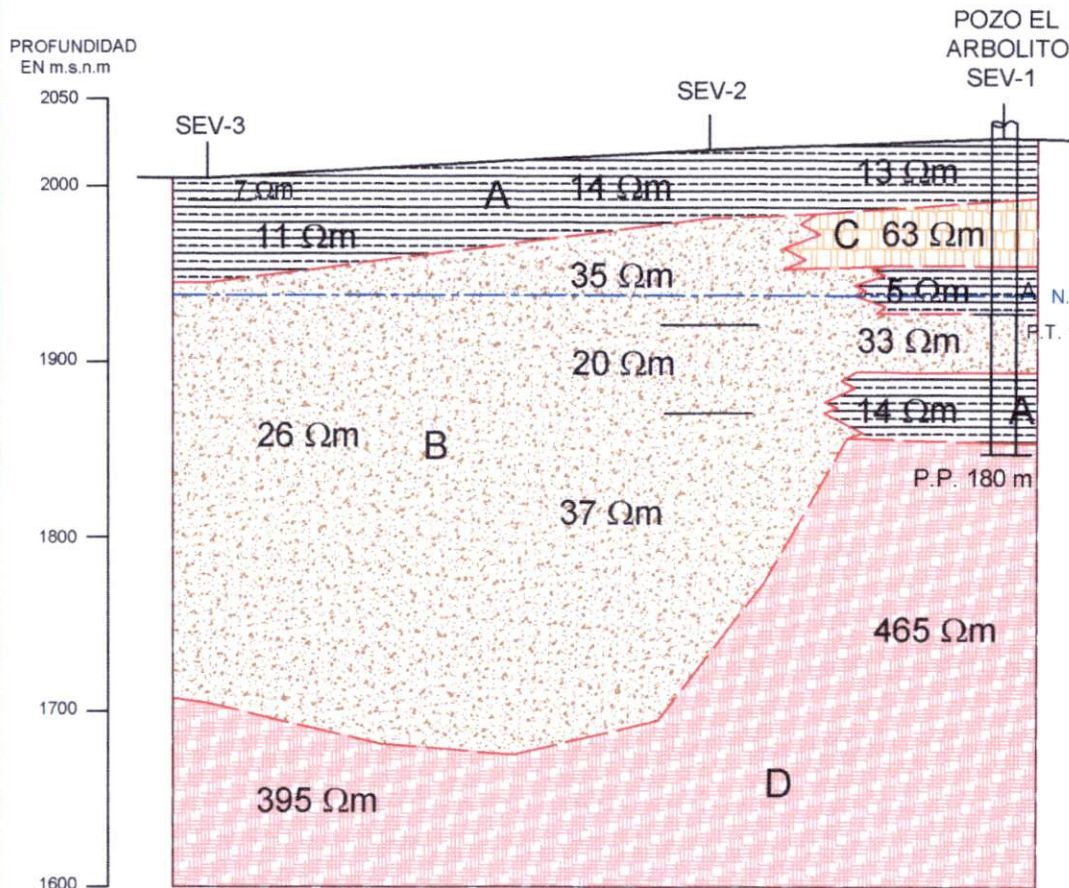 PROFUNDIDAD
EN m.s.n.m
POZO EL
ARBOLITO
SEV-1
SEV-2
SEV-3
2050
2000
1900
1800
1700
1600
7 Ωm
A
14 Ωm
13 Ωm
11 Ωm
C 63 Ωm
35 Ωm
5 Ωm
A
N.
20 Ωm
33 Ωm
P.T.
26 Ωm
B
14 Ωm
A
P.P. 180 m
37 Ωm
465 Ωm
395 Ωm
D